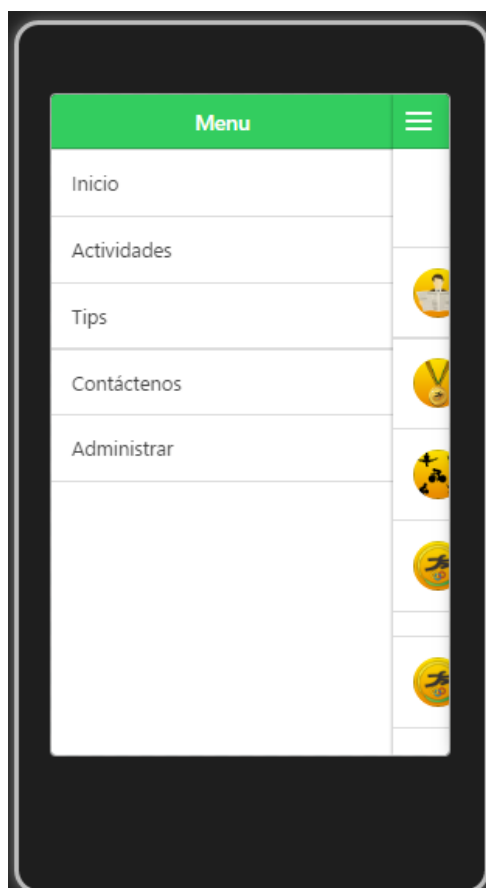 Menu
Inicio
Actividades
Tips
Contáctenos
Administrar